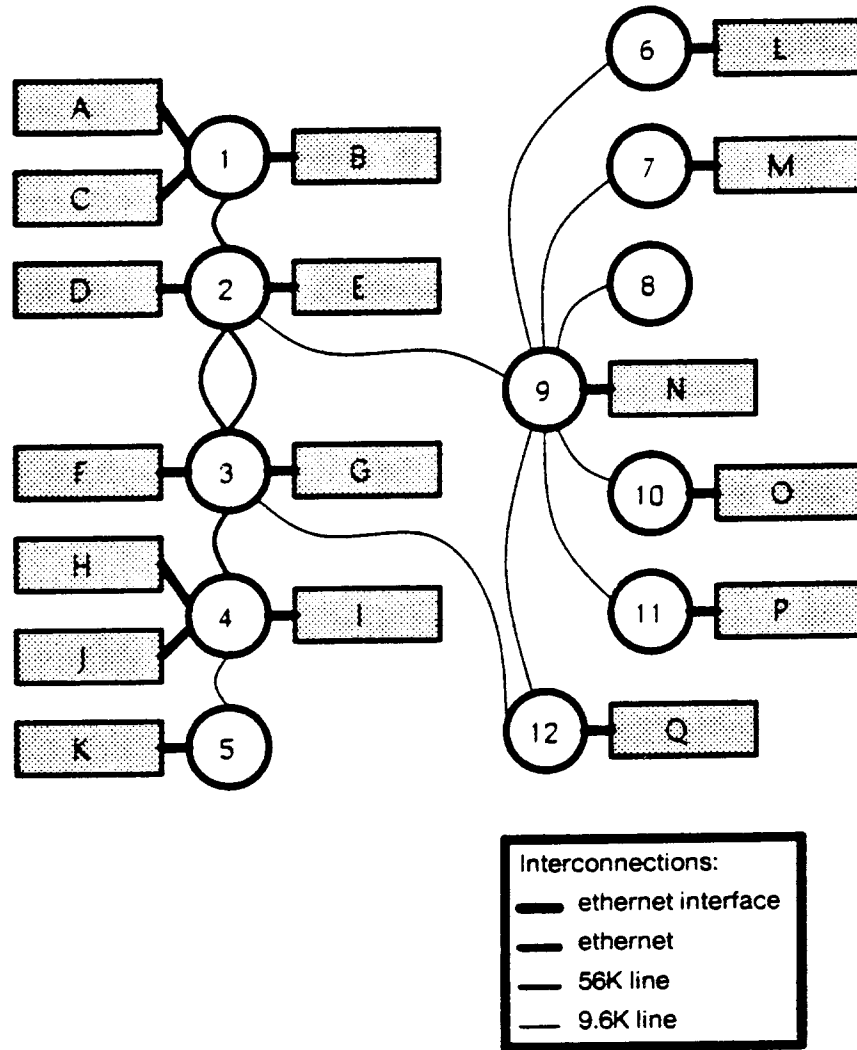 6 L
A
1 B
7 M
C
D 2 E
8
9 N
F 3 G
10 O
H
4 I
11 P
J
K 5
12 Q
Interconnections:
ethernet interface
ethernet
56K line
9.6K line